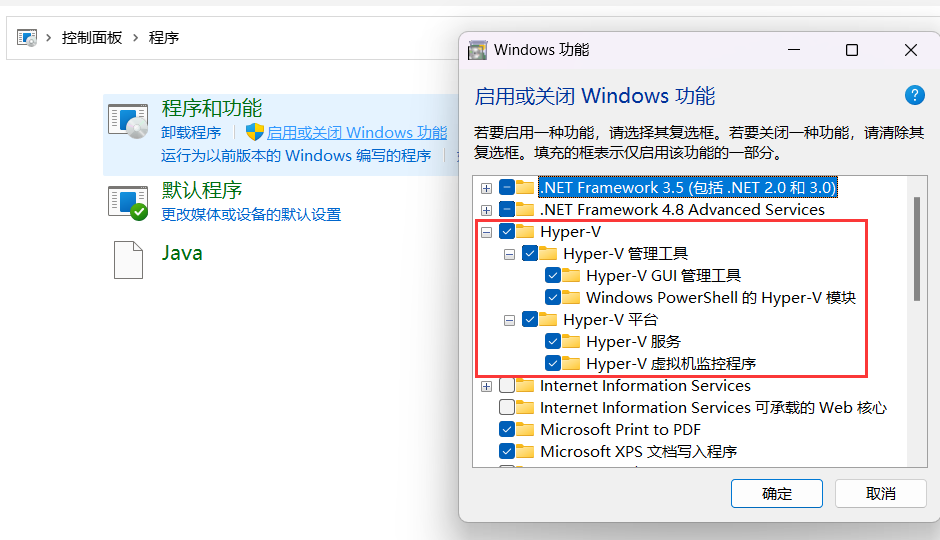 控制面板 程序
程序和功能
卸载程序 启用或关闭 Windows 功能
运行为以前版本的 Windows 编写的程序
默认程序
更改媒体或设备的默认设置
Java
Windows 功能
启用或关闭 Windows 功能
?
若要启用一种功能，请选择其复选框。若要关闭一种功能，请清除其
复选框。填充的框表示仅启用该功能的一部分。
.NET Framework 3.5 (包括 .NET 2.0 和 3.0)
.NET Framework 4.8 Advanced Services
Hyper-V
Hyper-V 管理工具
Hyper-V GUI 管理工具
Windows PowerShell 的 Hyper-V 模块
Hyper-V 平台
Hyper-V 服务
Hyper-V 虚拟机监控程序
Internet Information Services
Internet Information Services 可承载的 Web 核心
Microsoft Print to PDF
Microsoft XPS 文档写入程序
确定 取消